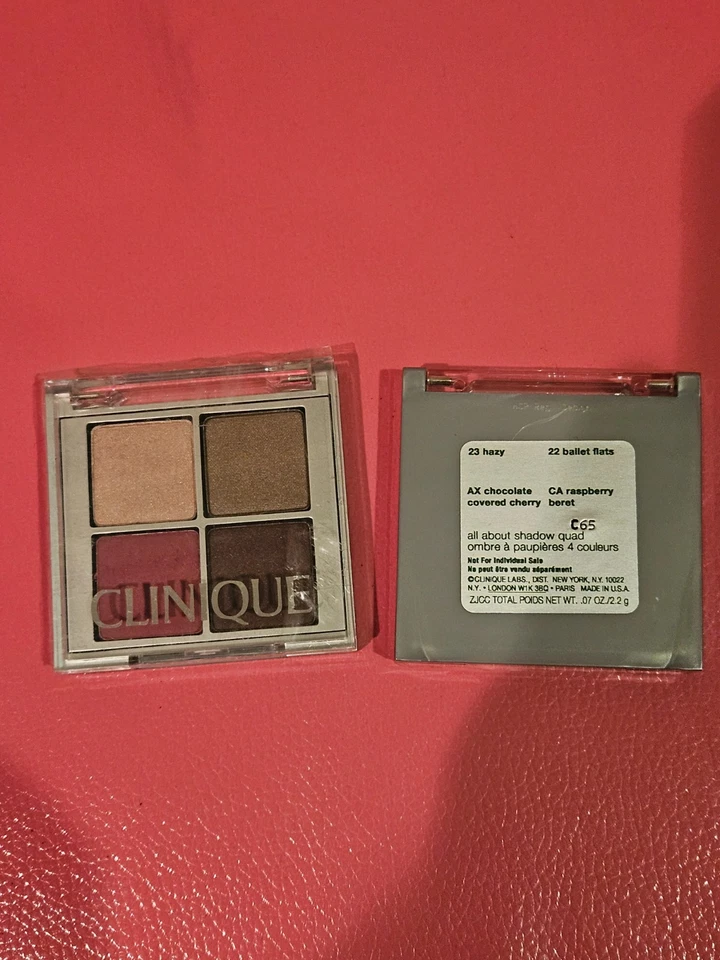 CLINIQUE
23 hazy 22 ballet flats
AX chocolate CA raspberry
covered cherry beret
C65
all about shadow quad
ombre à paupières 4 couleurs
Not For Individual Sale
Ne peut être vendu séparément
©CLINIQUE LABS., DIST. NEW YORK, N.Y. 10022
N.Y. • LONDON W1K 3BQ • PARIS MADE IN U.S.A.
ZJCC TOTAL POIDS NET WT. .07 OZ./2.2 g